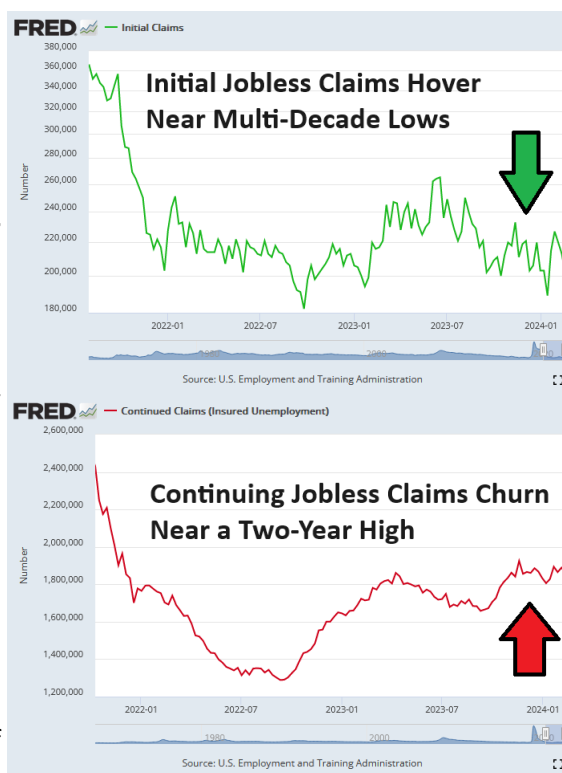 FRED — Initial Claims
380,000
360,000
340,000
320,000
300,000
280,000
260,000
240,000
220,000
200,000
180,000
Number
Initial Jobless Claims Hover
Near Multi-Decade Lows
2022-01 2022-07 2023-01 2023-07 2024-01
2000
Source: U.S. Employment and Training Administration
FRED — Continued Claims (Insured Unemployment)
2,600,000
2,400,000
2,200,000
2,000,000
1,800,000
1,600,000
1,400,000
1,200,000
Number
Continuing Jobless Claims Churn
Near a Two-Year High
2022-01 2022-07 2023-01 2023-07 2024-01
1980 2000
Source: U.S. Employment and Training Administration